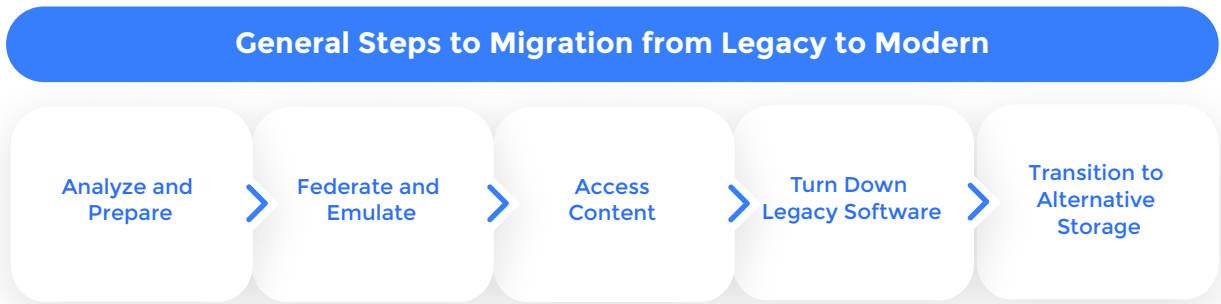 General Steps to Migration from Legacy to Modern
Analyze and
Prepare
Federate and
Emulate
Access
Content
Turn Down
Legacy Software
Transition to
Alternative
Storage